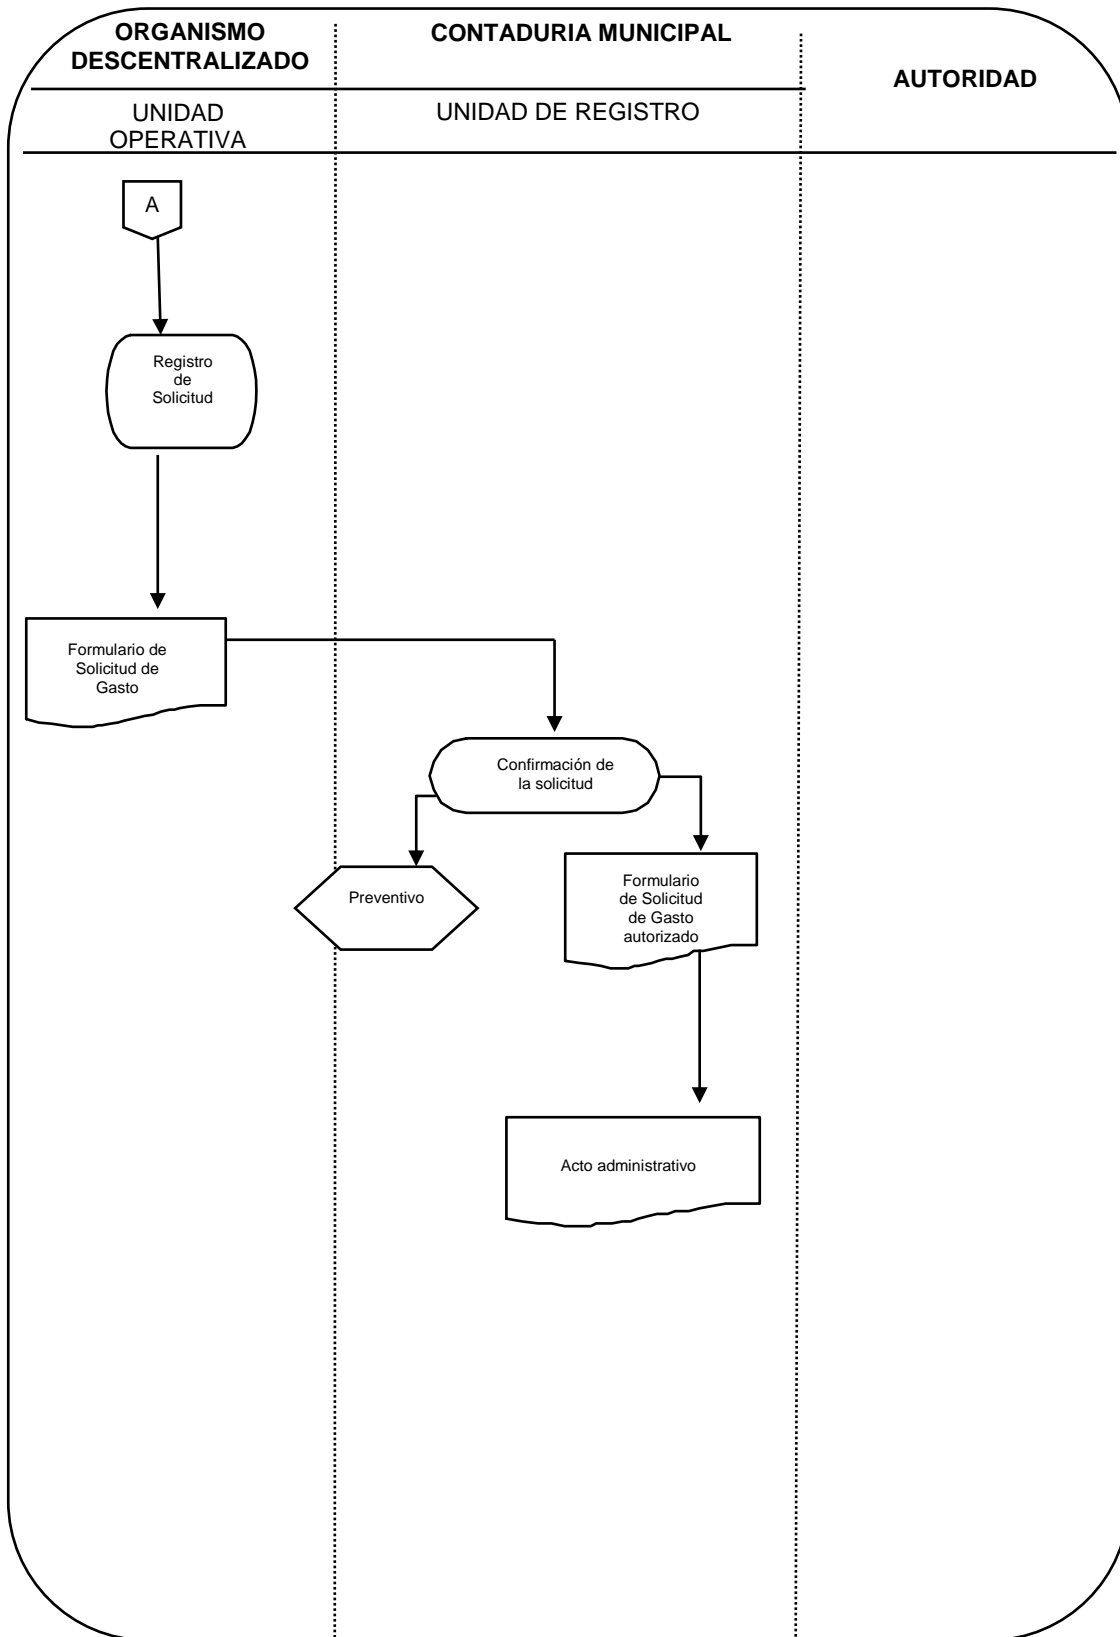 ORGANISMO
DESCENTRALIZADO
CONTADURIA MUNICIPAL
AUTORIDAD
UNIDAD
OPERATIVA
UNIDAD DE REGISTRO
A
Registro
de
Solicitud
Formulario de
Solicitud de
Gasto
Confirmación de
la solicitud
Preventivo
Formulario
de Solicitud
de Gasto
autorizado
Acto administrativo